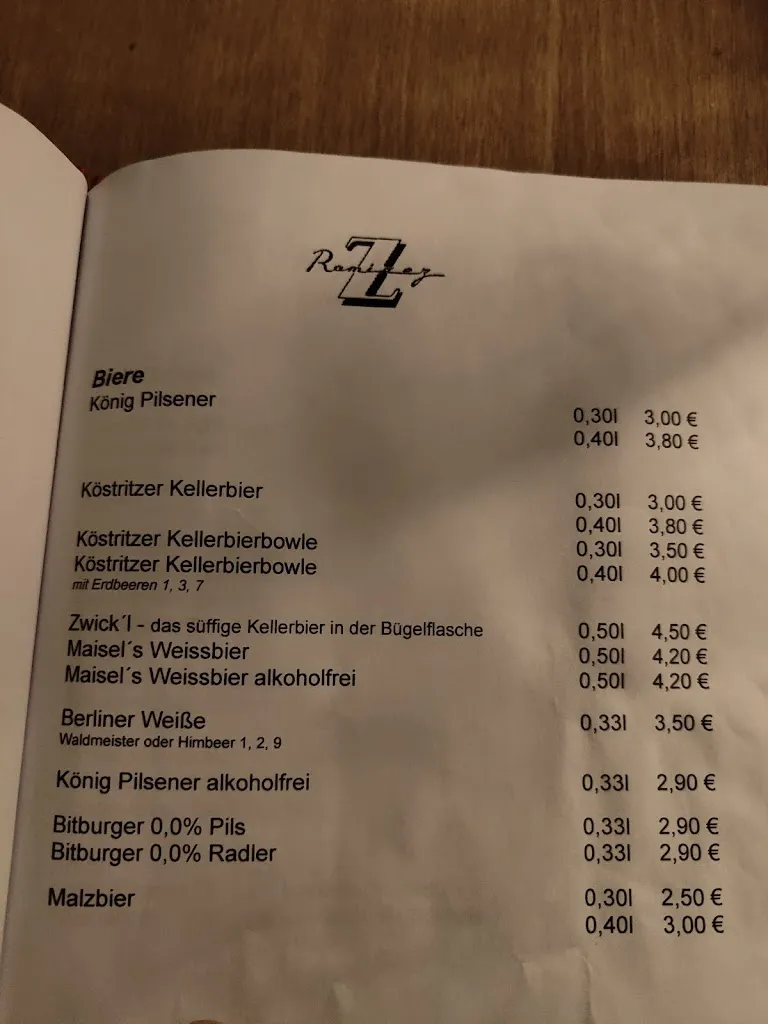 Ramirez
Z
Biere
König Pilsener
0,30l 3,00 €
0,40l 3,80 €
Köstritzer Kellerbier
0,30l 3,00 €
0,40l 3,80 €
Köstritzer Kellerbierbowle 0,30l 3,50 €
Köstritzer Kellerbierbowle 0,40l 4,00 €
mit Erdbeeren 1, 3, 7
Zwick´l - das süffige Kellerbier in der Bügelflasche 0,50l 4,50 €
Maisel´s Weissbier 0,50l 4,20 €
Maisel´s Weissbier alkoholfrei 0,50l 4,20 €
Berliner Weiße 0,33l 3,50 €
Waldmeister oder Himbeer 1, 2, 9
König Pilsener alkoholfrei 0,33l 2,90 €
Bitburger 0,0% Pils 0,33l 2,90 €
Bitburger 0,0% Radler 0,33l 2,90 €
Malzbier 0,30l 2,50 €
0,40l 3,00 €